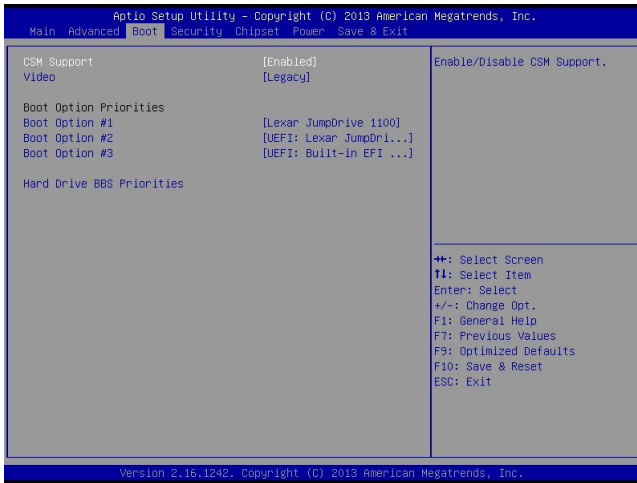 Aptio Setup Utility – Copyright (C) 2013 American Megatrends, Inc.
Main Advanced Boot Security Chipset Power Save & Exit
CSM Support [Enabled]
Video [Legacy]
Boot Option Priorities
Boot Option #1 [Lexar JumpDrive 1100]
Boot Option #2 [UEFI: Lexar JumpDri...]
Boot Option #3 [UEFI: Built-in EFI ...]
Hard Drive BBS Priorities
Enable/Disable CSM Support.
→←: Select Screen
↑↓: Select Item
Enter: Select
+/-: Change Opt.
F1: General Help
F7: Previous Values
F9: Optimized Defaults
F10: Save & Reset
ESC: Exit
Version 2.16.1242. Copyright (C) 2013 American Megatrends, Inc.